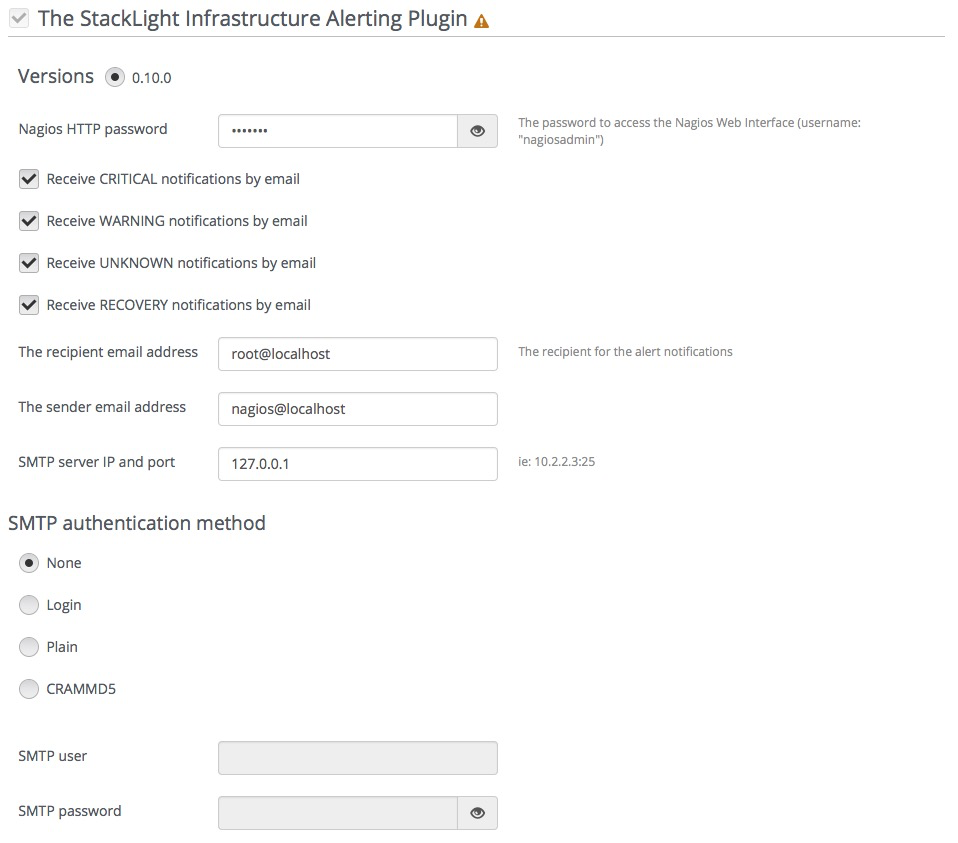 The StackLight Infrastructure Alerting Plugin
Versions 0.10.0
Nagios HTTP password ••••••• The password to access the Nagios Web Interface (username:
"nagiosadmin")
Receive CRITICAL notifications by email
Receive WARNING notifications by email
Receive UNKNOWN notifications by email
Receive RECOVERY notifications by email
The recipient email address root@localhost The recipient for the alert notifications
The sender email address nagios@localhost
SMTP server IP and port 127.0.0.1 ie: 10.2.2.3:25
SMTP authentication method
None
Login
Plain
CRAMMD5
SMTP user
SMTP password